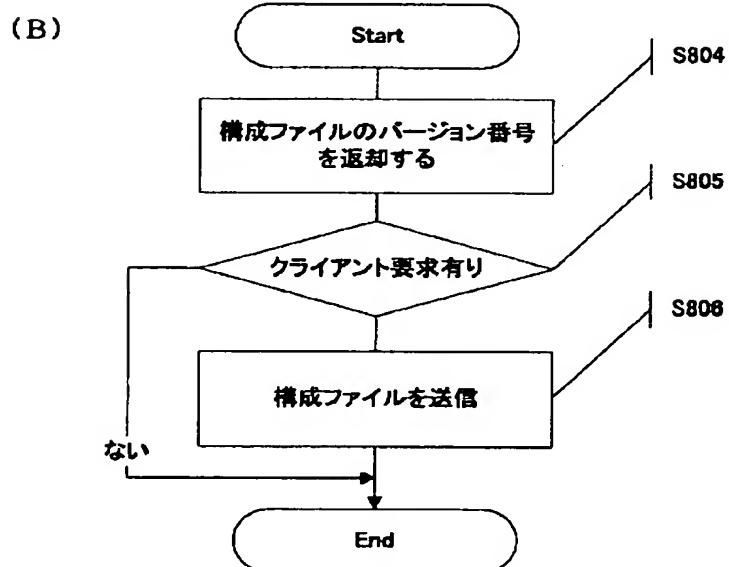 (B)
Start
S804
構成ファイルのバージョン番号
を返却する
S805
クライアント要求有り
S806
構成ファイルを送信
ない
End